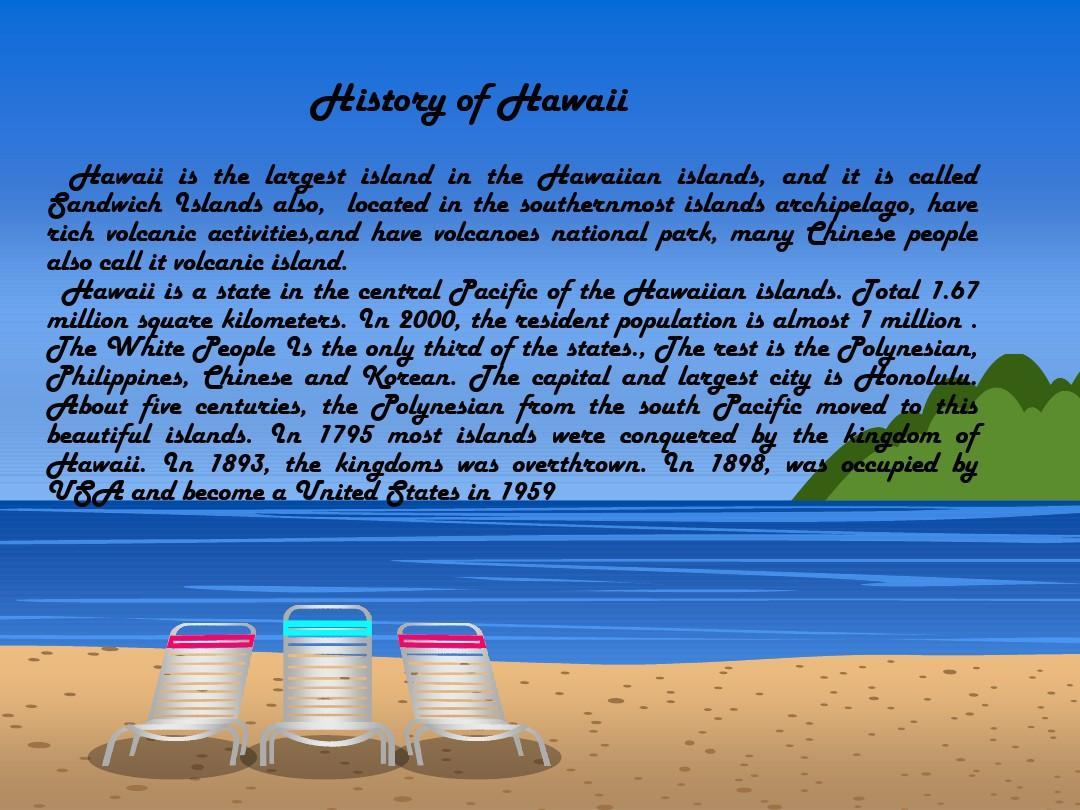 History of Hawaii
Hawaii is the largest island in the Hawaiian islands, and it is called
Sandwich Islands also, located in the southernmost islands archipelago, have
rich volcanic activities,and have volcanoes national park, many Chinese people
also call it volcanic island.
Hawaii is a state in the central Pacific of the Hawaiian islands. Total 1.67
million square kilometers. In 2000, the resident population is almost 1 million .
The White People Is the only third of the states., The rest is the Polynesian,
Philippines, Chinese and Korean. The capital and largest city is Honolulu.
About five centuries, the Polynesian from the south Pacific moved to this
beautiful islands. In 1795 most islands were conquered by the kingdom of
Hawaii. In 1893, the kingdoms was overthrown. In 1898, was occupied by
USA and become a United States in 1959